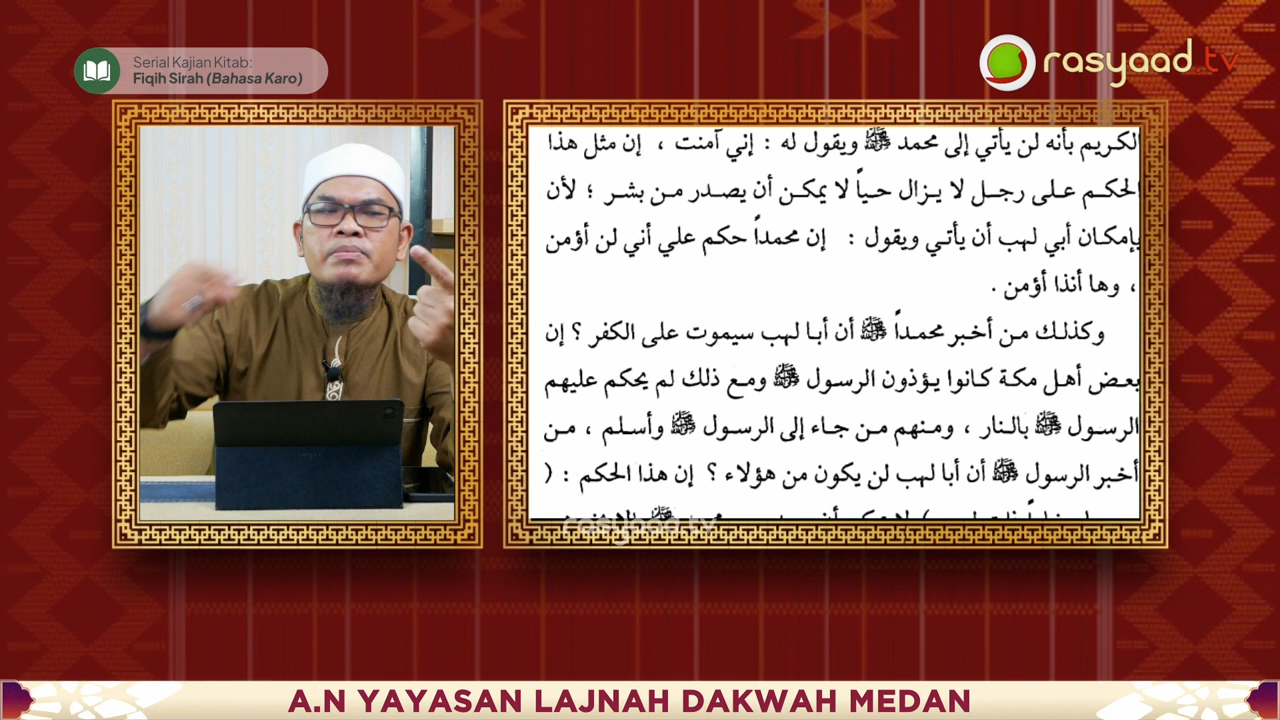 Serial Kajian Kitab:
Fiqih Sirah (Bahasa Karo)
rasyaad tv
الكريم بأنه لن يأتي إلى محمد ﷺ ويقول له : إني آمنت ، إن مثل هذا
الحكم على رجل لا يزال حياً لا يمكن أن يصدر من بشر ؛ لأن
بإمكان أبي لهب أن يأتي ويقول : إن محمداً حكم علي أني لن أؤمن
، وها أنذا أؤمن .
وكذلك من أخبر محمداً ﷺ أن أبا لهب سيموت على الكفر ؟ إن
بعض أهل مكة كانوا يؤذون الرسول ﷺ ومع ذلك لم يحكم عليهم
الرسول ﷺ بالنار ، ومنهم من جاء إلى الرسول ﷺ وأسلم ، من
أخبر الرسول ﷺ أن أبا لهب لن يكون من هؤلاء ؟ إن هذا الحكم : (
rasyaad tv
A.N YAYASAN LAJNAH DAKWAH MEDAN